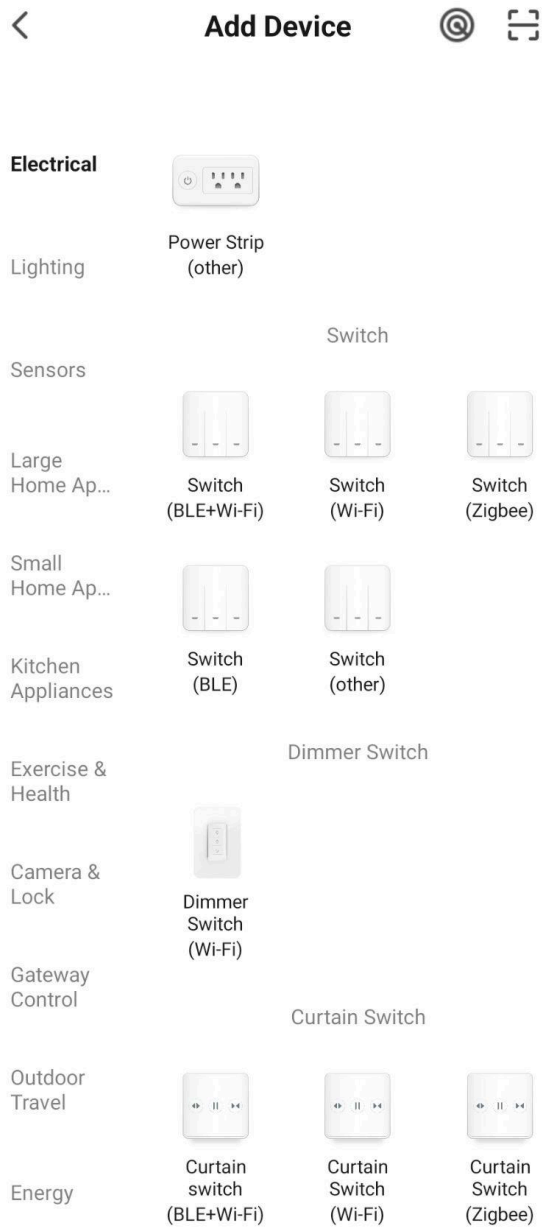 Add Device
Electrical
Lighting
Sensors
Large
Home Ap...
Small
Home Ap...
Kitchen
Appliances
Exercise &
Health
Camera &
Lock
Gateway
Control
Outdoor
Travel
Energy
Power Strip
(other)
Switch
Switch
(BLE+Wi-Fi)
Switch
(Wi-Fi)
Switch
(Zigbee)
Switch
(BLE)
Switch
(other)
Dimmer Switch
Dimmer
Switch
(Wi-Fi)
Curtain Switch
Curtain
switch
(BLE+Wi-Fi)
Curtain
Switch
(Wi-Fi)
Curtain
Switch
(Zigbee)